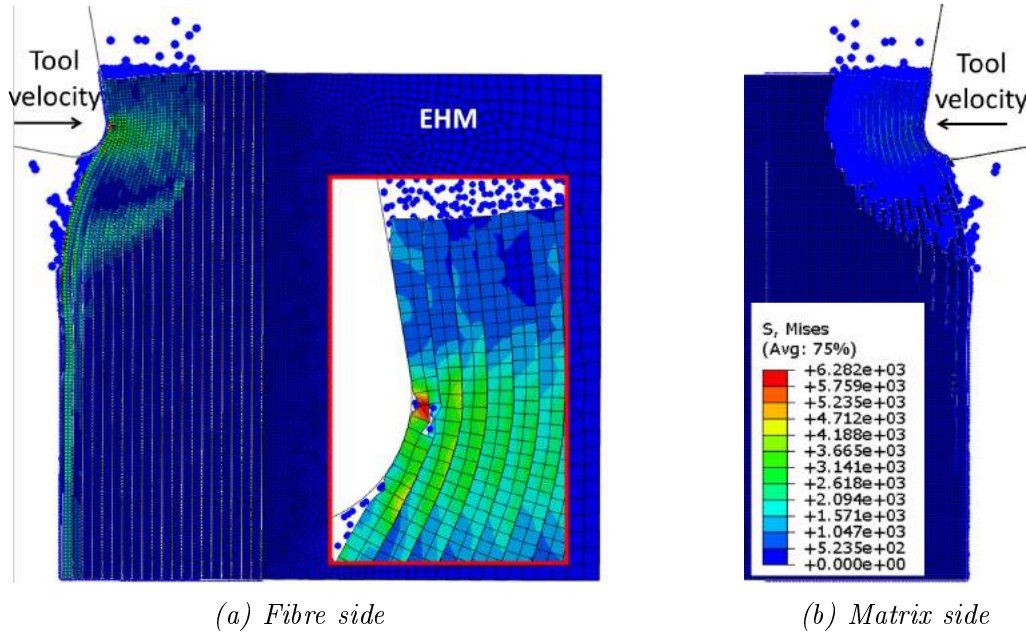 Tool
velocity
EHM
Tool
velocity
S, Mises
(Avg: 75%)
+6.282e+03
+5.759e+03
+5.235e+03
+4.712e+03
+4.188e+03
+3.665e+03
+3.141e+03
+2.618e+03
+2.094e+03
+1.571e+03
+1.047e+03
+5.235e+02
+0.000e+00
(a) Fibre side
(b) Matrix side